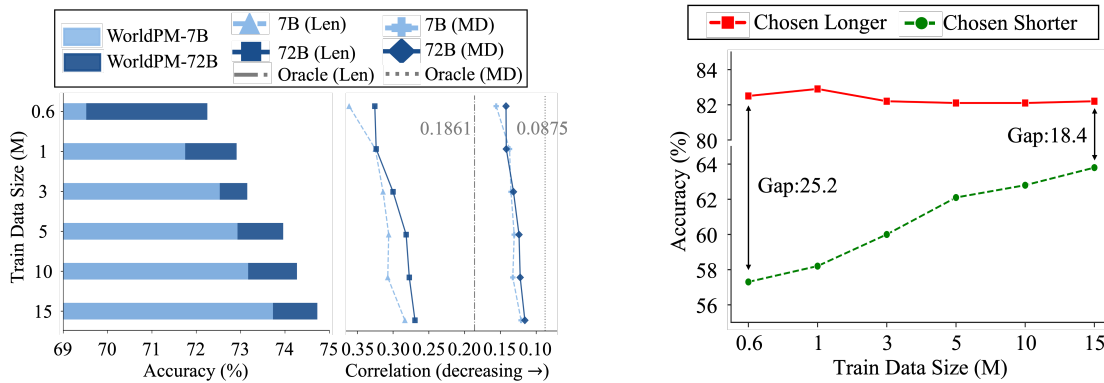 WorldPM-7B
WorldPM-72B
7B (Len)
72B (Len)
Oracle (Len)
7B (MD)
72B (MD)
Oracle (MD)
Train Data Size (M)
0.6
1
3
5
10
15
69 70 71 72 73 74 75
Accuracy (%)
0.1861
0.0875
0.35 0.30 0.25 0.20 0.15 0.10
Correlation (decreasing →)
Chosen Longer
Chosen Shorter
Accuracy (%)
84
82
80
64
62
60
58
56
Gap:25.2
Gap:18.4
0.6 1 3 5 10 15
Train Data Size (M)